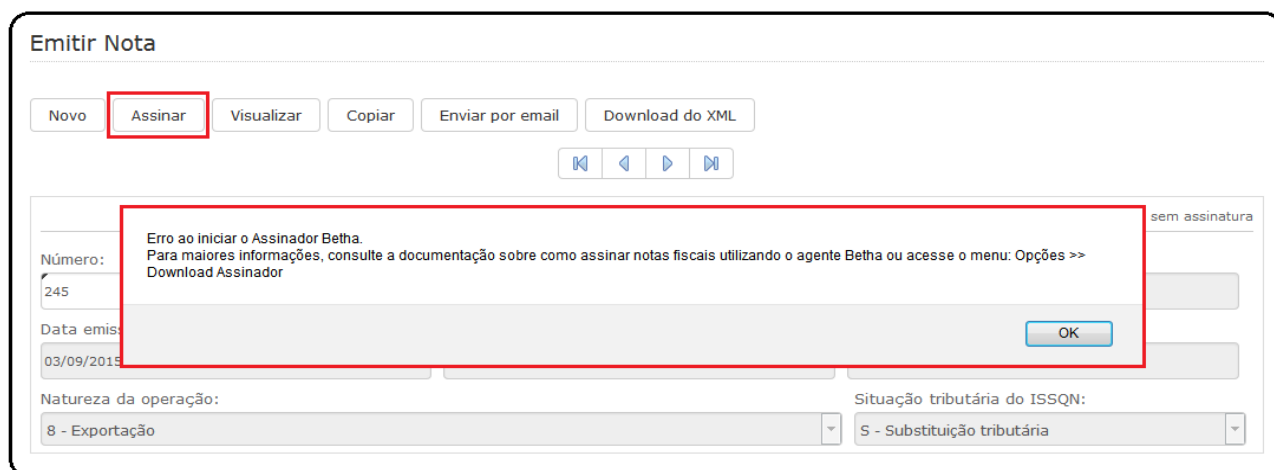 Emitir Nota
Novo Assinar Visualizar Copiar Enviar por email Download do XML
sem assinatura
Erro ao iniciar o Assinador Betha.
Para maiores informações, consulte a documentação sobre como assinar notas fiscais utilizando o agente Betha ou acesse o menu: Opções >>
Download Assinador
Número:
245
OK
Data emiss
03/09/2015
Natureza da operação: Situação tributária do ISSQN:
8 - Exportação S - Substituição tributária